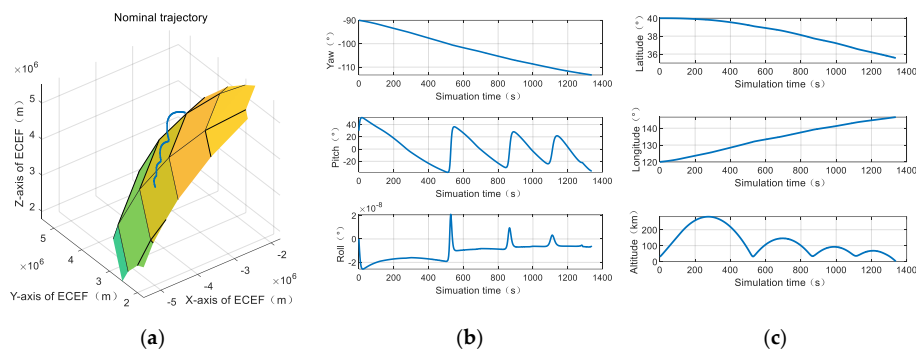 Nominal trajectory
×10⁶
5
4
3
2
Z-axis of ECEF（m）
5
4
3
2
×10⁶
Y-axis of ECEF（m）
-5
-4
-3
-2
×10⁶
X-axis of ECEF（m）
(a)
-90
-100
-110
Yaw（°）
0 200 400 600 800 1000 1200 1400
Simuation time（s）
40
20
0
-20
Pitch（°）
0 200 400 600 800 1000 1200 1400
Simuation time（s）
×10⁻⁸
2
0
-2
Roll（°）
0 200 400 600 800 1000 1200 1400
Simuation time（s）
(b)
40
38
36
Latitude（°）
0 200 400 600 800 1000 1200 1400
Simuation time（s）
140
130
120
Longitude（°）
0 200 400 600 800 1000 1200 1400
Simulation time（s）
200
100
0
Altitude（km）
0 200 400 600 800 1000 1200 1400
Simuation time（s）
(c)